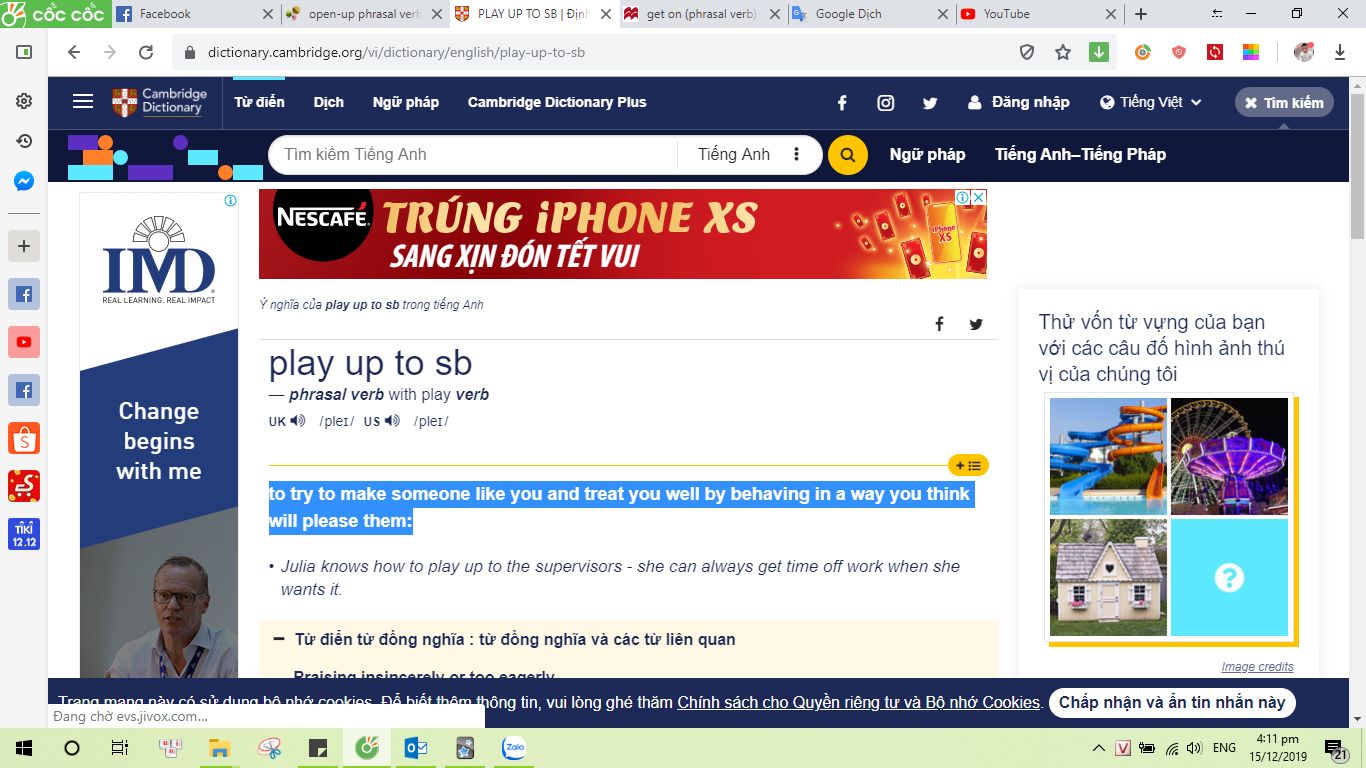 cốc cốc
Facebook
open-up phrasal verb
PLAY UP TO SB | Định
get on (phrasal verb)
Google Dịch
YouTube
dictionary.cambridge.org/vi/dictionary/english/play-up-to-sb
Cambridge
Dictionary
Từ điển
Dịch
Ngữ pháp
Cambridge Dictionary Plus
Đăng nhập
Tiếng Việt
Tìm kiếm
Tìm kiếm Tiếng Anh
Tiếng Anh
Ngữ pháp
Tiếng Anh–Tiếng Pháp
IMD
REAL LEARNING. REAL IMPACT
Change
begins
with me
NESCAFÉ
TRÚNG iPHONE XS
SANG XỊN ĐÓN TẾT VUI
iPhone
XS
Ý nghĩa của play up to sb trong tiếng Anh
play up to sb
— phrasal verb with play verb
UK /pleɪ/ US /pleɪ/
to try to make someone like you and treat you well by behaving in a way you think
will please them:
• Julia knows how to play up to the supervisors - she can always get time off work when she
wants it.
Từ điển từ đồng nghĩa : từ đồng nghĩa và các từ liên quan
Praising insincerely or too eagerly
Thử vốn từ vựng của bạn
với các câu đố hình ảnh thú
vị của chúng tôi
Image credits
TIKI
12.12
Trang mạng này có sử dụng bộ nhớ cookies. Để biết thêm thông tin, vui lòng ghé thăm Chính sách cho Quyền riêng tư và Bộ nhớ Cookies.
Chấp nhận và ẩn tin nhắn này
Đang chờ evs.jivox.com...
Zalo
ENG
4:11 pm
15/12/2019
21